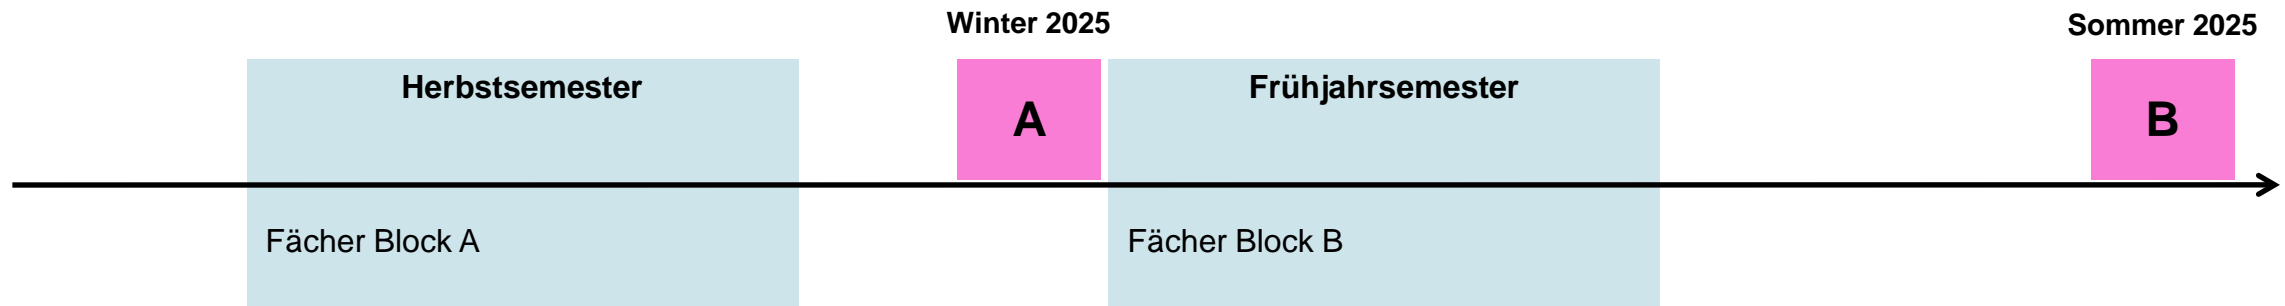 Winter 2025
Sommer 2025
Herbstsemester
A
Frühjahrsemester
B
Fächer Block A
Fächer Block B